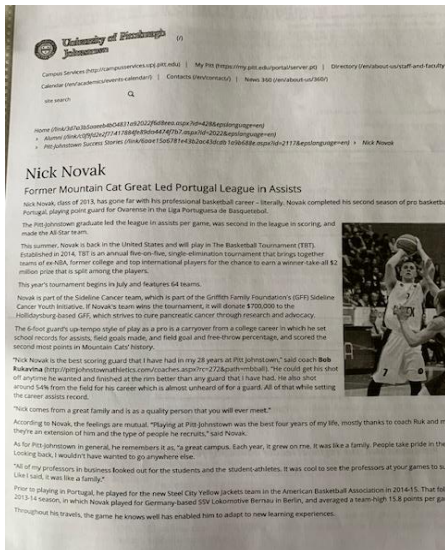 University of Pittsburgh
Johnstown
(/)
Campus Services (http://campusservices.upj.pitt.edu) | My Pitt (https://my.pitt.edu/portal/server.pt) | Directory (/en/about-us/staff-and-faculty
Calendar (/en/academics/events-calendar/) | Contacts (/en/contact/) | News 360 (/en/about-us/360/)
site search
› Alumni
› Pitt-Johnstown Success Stories
› Nick Novak
Nick Novak
Former Mountain Cat Great Led Portugal League in Assists
Nick Novak, class of 2013, has gone far with his professional basketball career – literally. Novak completed his second season of pro basketb
Portugal, playing point guard for Ovarense in the Liga Portuguesa de Basquetebol.
The Pitt-Johnstown graduate led the league in assists per game, was second in the league in scoring, and
made the All-Star team.
This summer, Novak is back in the United States and will play in The Basketball Tournament (TBT).
Established in 2014, TBT is an annual five-on-five, single-elimination tournament that brings together
teams of ex-NBA, former college and top international players for the chance to earn a winner-take-all $2
million prize that is split among the players.
This year's tournament begins in July and features 64 teams.
Novak is part of the Sideline Cancer team, which is part of the Griffith Family Foundation's (GFF) Sideline
Cancer Youth Initiative. If Novak's team wins the tournament, it will donate $700,000 to the
Hollidaysburg-based GFF, which strives to cure pancreatic cancer through research and advocacy.
The 6-foot guard's up-tempo style of play as a pro is a carryover from a college career in which he set
school records for assists, field goals made, and field goal and free-throw percentage, and scored the
second most points in Mountain Cats' history.
"Nick Novak is the best scoring guard that I have had in my 28 years at Pitt Johnstown," said coach Bob
Rukavina (http://pittjohnstownathletics.com/coaches.aspx?rc=272&path=mbball). "He could get his shot
off anytime he wanted and finished at the rim better than any guard that I have had. He also shot
around 54% from the field for his career which is almost unheard of for a guard. All of that while setting
the career assists record.
"Nick comes from a great family and is as a quality person that you will ever meet."
According to Novak, the feelings are mutual. "Playing at Pitt-Johnstown was the best four years of my life, mostly thanks to coach Ruk and m
they're an extension of him and the type of people he recruits," said Novak.
As for Pitt-Johnstown in general, he remembers it as, "a great campus. Each year, it grew on me. It was like a family. People take pride in the
Looking back, I wouldn't have wanted to go anywhere else.
"All of my professors in business looked out for the students and the student-athletes. It was cool to see the professors at your games to su
Like I said, it was like a family."
Prior to playing in Portugal, he played for the new Steel City Yellow Jackets team in the American Basketball Association in 2014-15. That fol
2013-14 season, in which Novak played for Germany-based SSV Lokomotive Bernau in Berlin, and averaged a team-high 15.8 points per ga
Throughout his travels, the game he knows well has enabled him to adapt to new learning experiences.
7